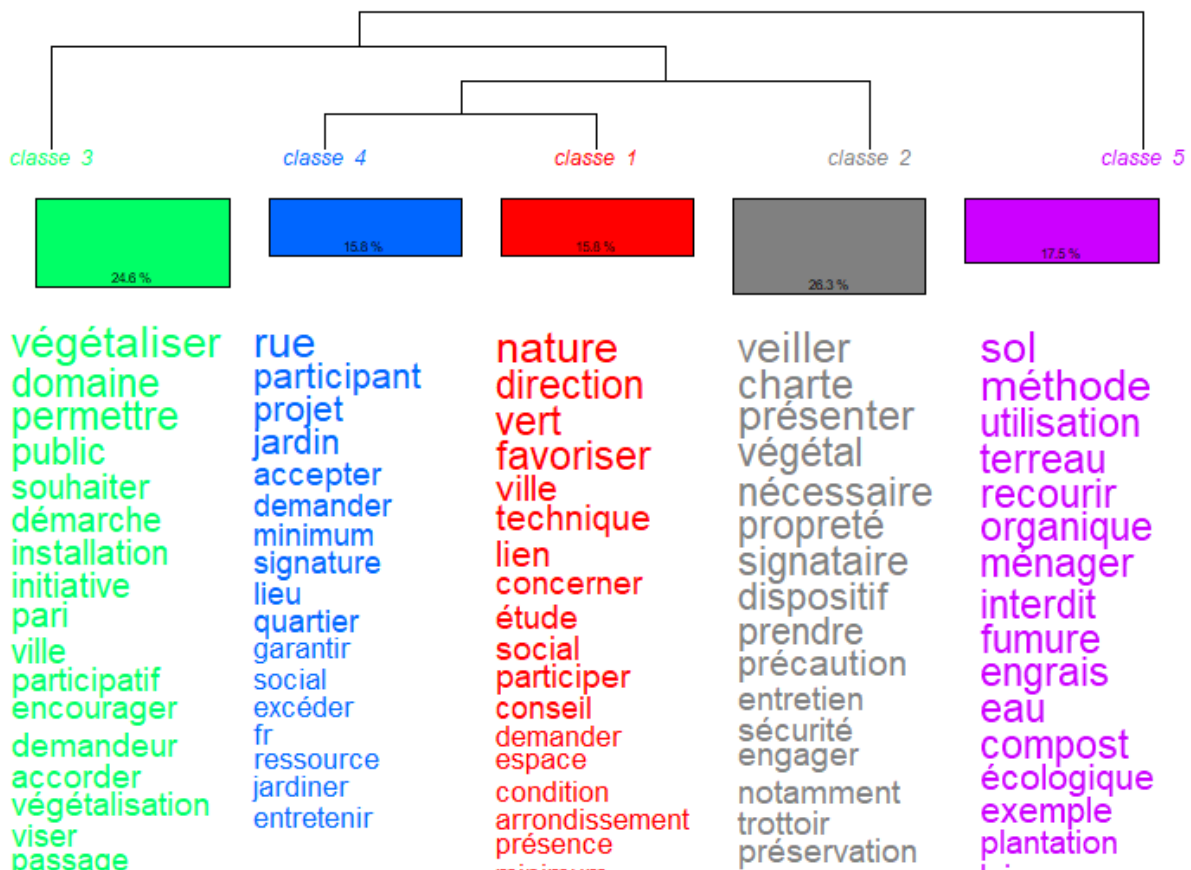 classe 3
classe 4
classe 1
classe 2
classe 5
24.6 %
15.8 %
15.8 %
26.3 %
17.5 %
végétaliser
domaine
permettre
public
souhaiter
démarche
installation
initiative
pari
ville
participatif
encourager
demandeur
accorder
végétalisation
viser
passage
rue
participant
projet
jardin
accepter
demander
minimum
signature
lieu
quartier
garantir
social
excéder
fr
ressource
jardiner
entretenir
nature
direction
vert
favoriser
ville
technique
lien
concerner
étude
social
participer
conseil
demander
espace
condition
arrondissement
présence
veiller
charte
présenter
végétal
nécessaire
propreté
signataire
dispositif
prendre
précaution
entretien
sécurité
engager
notamment
trottoir
préservation
sol
méthode
utilisation
terreau
recourir
organique
ménager
interdit
fumure
engrais
eau
compost
écologique
exemple
plantation